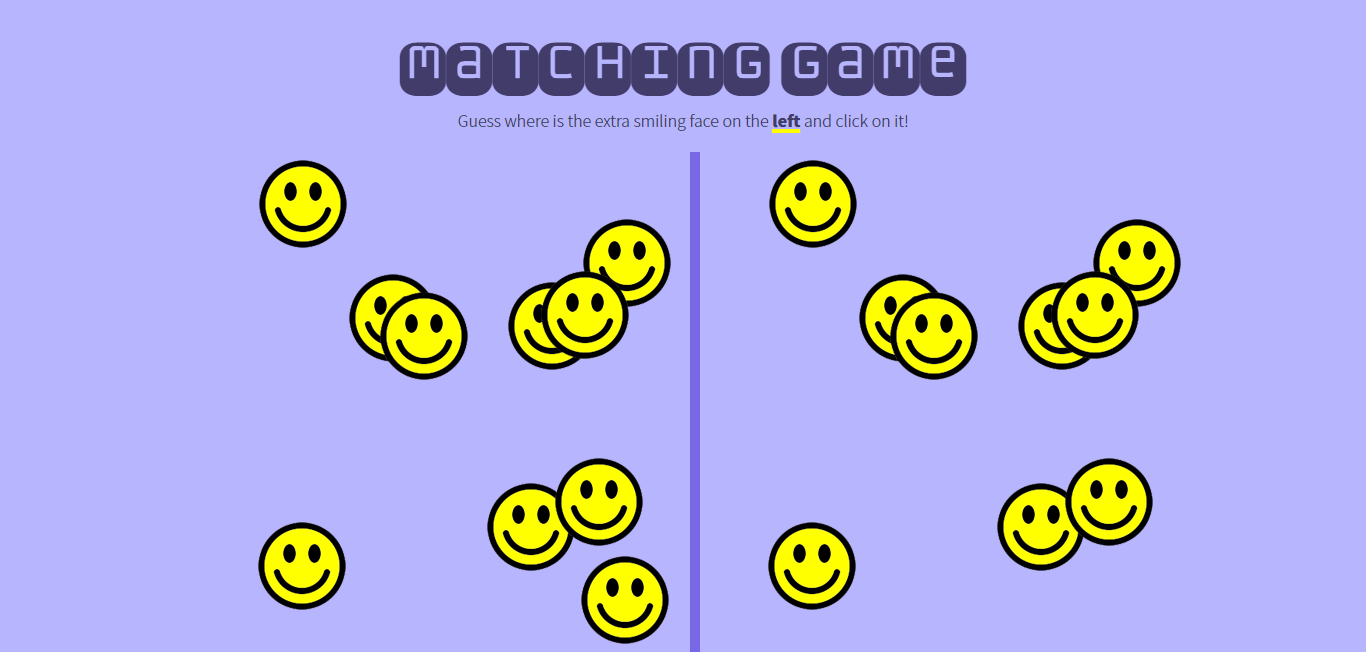 MaTCHING Game
Guess where is the extra smiling face on the left and click on it!